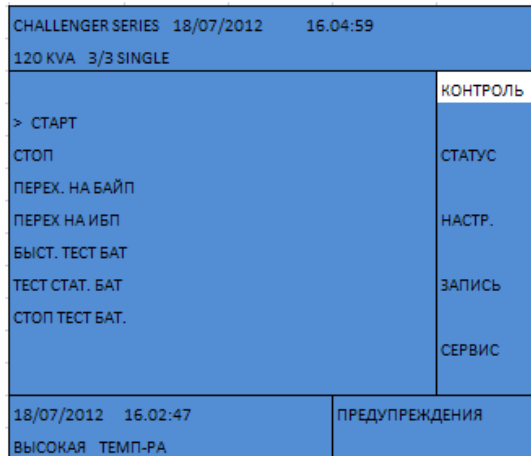 CHALLENGER SERIES 18/07/2012 16.04:59
120 KVA 3/3 SINGLE
КОНТРОЛЬ
> СТАРТ
СТОП
СТАТУС
ПЕРЕХ. НА БАЙП
ПЕРЕХ НА ИБП
НАСТР.
БЫСТ. ТЕСТ БАТ
ТЕСТ СТАТ. БАТ
ЗАПИСЬ
СТОП ТЕСТ БАТ.
СЕРВИС
18/07/2012 16.02:47
ПРЕДУПРЕЖДЕНИЯ
ВЫСОКАЯ ТЕМП-РА